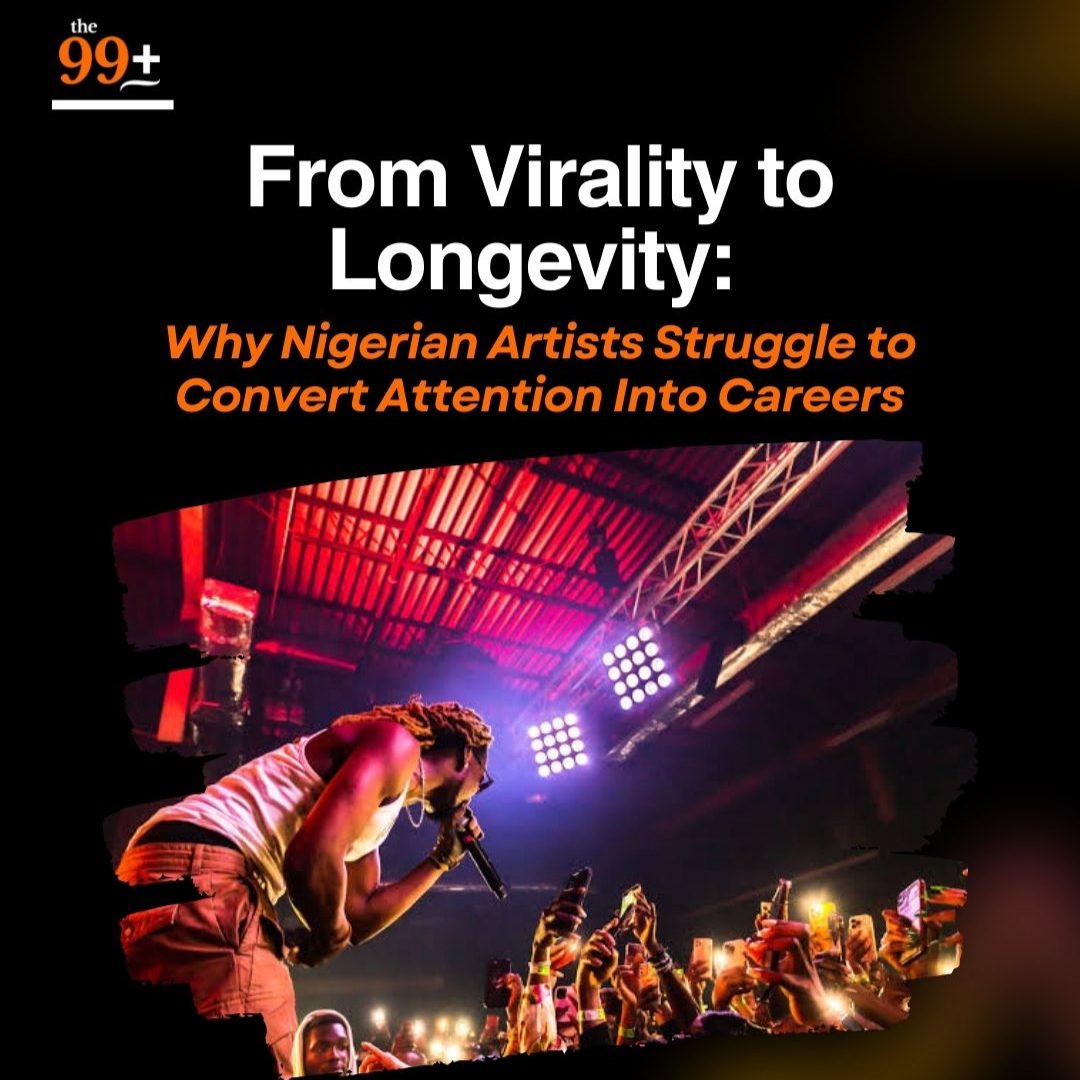 the
99+
From Virality to
Longevity:
Why Nigerian Artists Struggle to
Convert Attention Into Careers